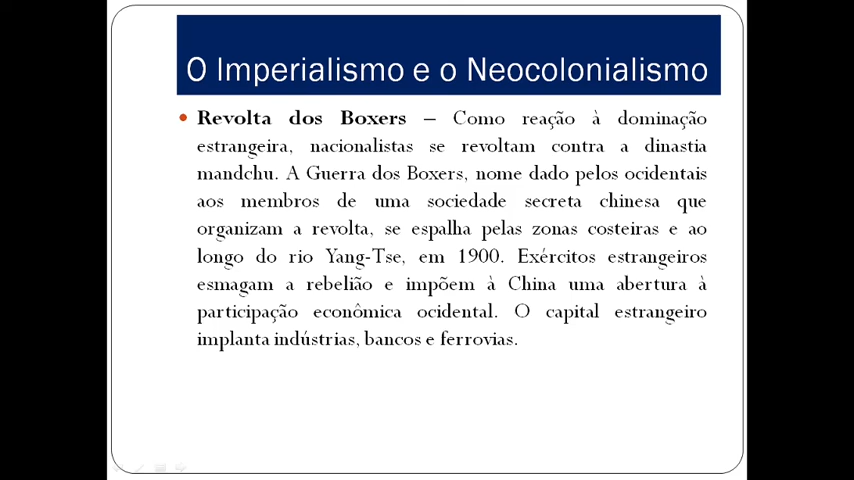 O Imperialismo e o Neocolonialismo
• Revolta dos Boxers – Como reação à dominação
estrangeira, nacionalistas se revoltam contra a dinastia
mandchu. A Guerra dos Boxers, nome dado pelos ocidentais
aos membros de uma sociedade secreta chinesa que
organizam a revolta, se espalha pelas zonas costeiras e ao
longo do rio Yang-Tse, em 1900. Exércitos estrangeiros
esmagam a rebelião e impõem à China uma abertura à
participação econômica ocidental. O capital estrangeiro
implanta indústrias, bancos e ferrovias.